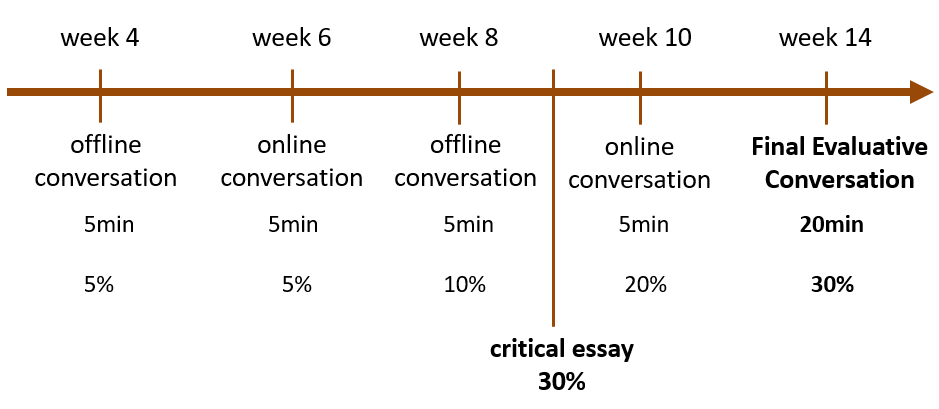 week 4
week 6
week 8
week 10
week 14
offline
conversation
5min
5%
online
conversation
5min
5%
offline
conversation
5min
10%
critical essay
30%
online
conversation
5min
20%
Final Evaluative
Conversation
20min
30%